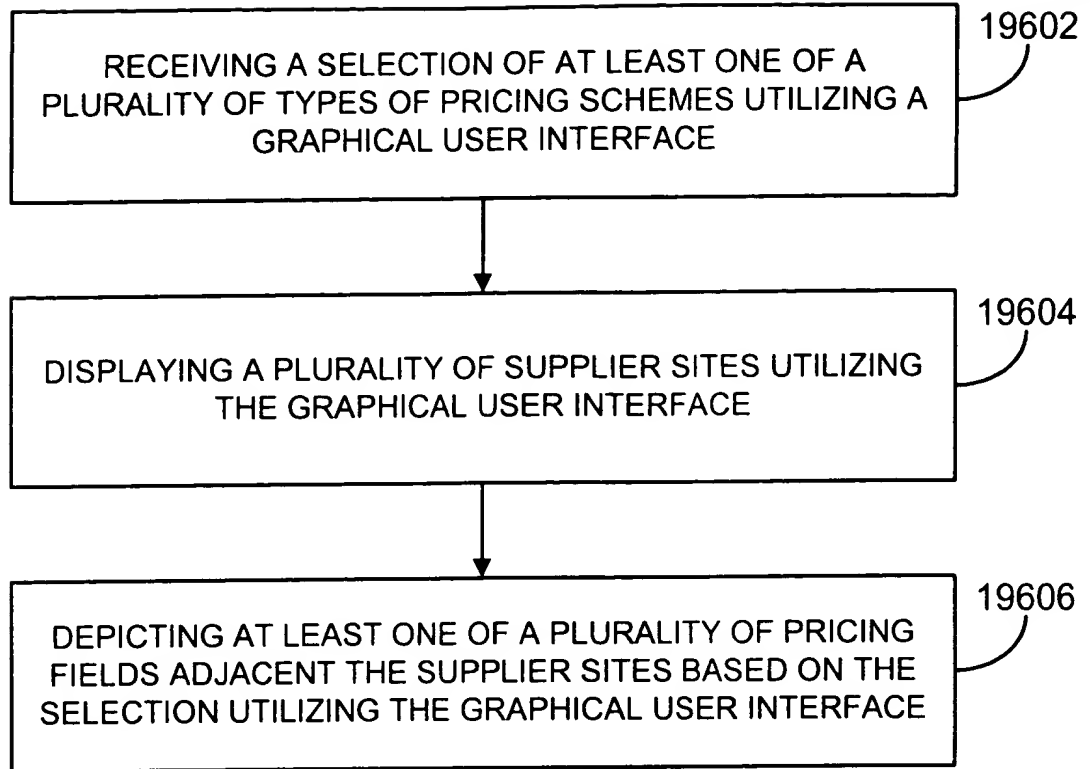 19602
RECEIVING A SELECTION OF AT LEAST ONE OF A
PLURALITY OF TYPES OF PRICING SCHEMES UTILIZING A
GRAPHICAL USER INTERFACE
19604
DISPLAYING A PLURALITY OF SUPPLIER SITES UTILIZING
THE GRAPHICAL USER INTERFACE
19606
DEPICTING AT LEAST ONE OF A PLURALITY OF PRICING
FIELDS ADJACENT THE SUPPLIER SITES BASED ON THE
SELECTION UTILIZING THE GRAPHICAL USER INTERFACE